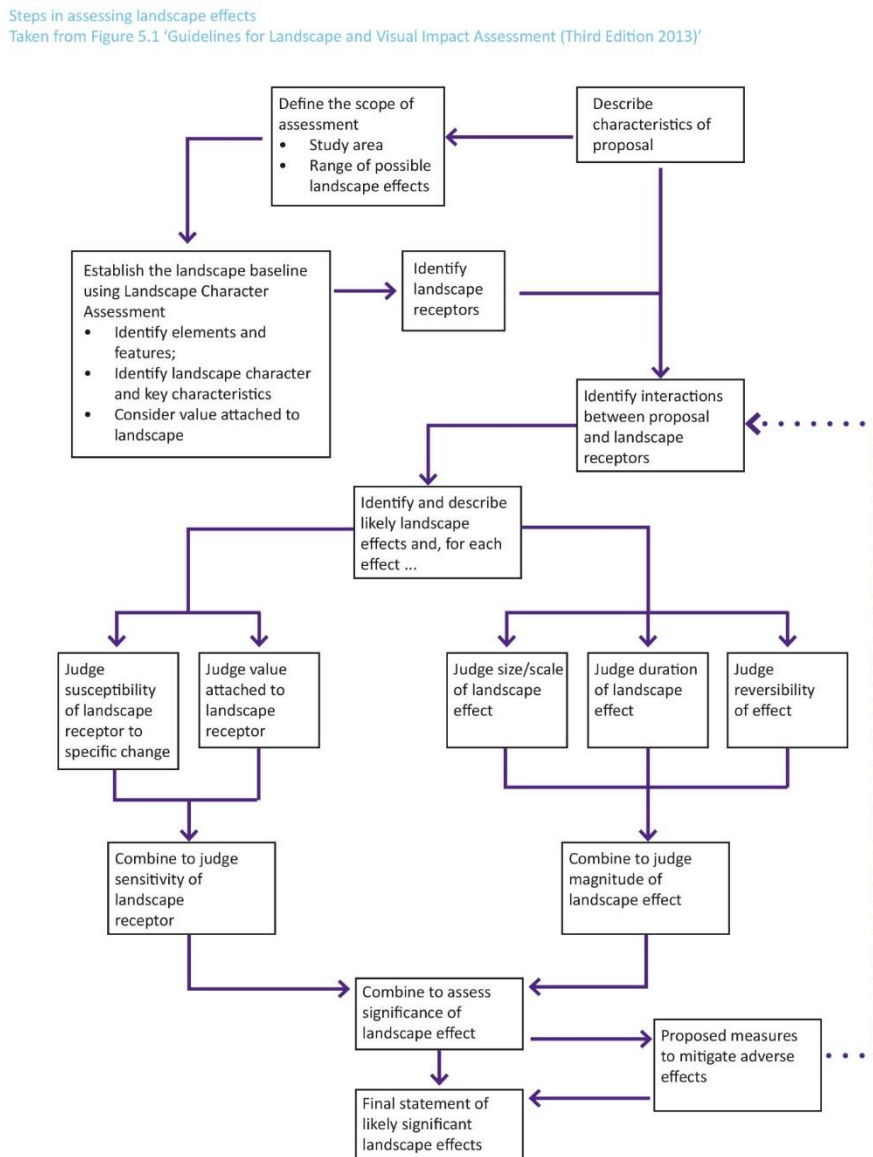 Steps in assessing landscape effects
Taken from Figure 5.1 'Guidelines for Landscape and Visual Impact Assessment (Third Edition 2013)'
Define the scope of
assessment
• Study area
• Range of possible
landscape effects
Describe
characteristics of
proposal
Establish the landscape baseline
using Landscape Character
Assessment
• Identify elements and
features;
• Identify landscape character
and key characteristics
• Consider value attached to
landscape
Identify
landscape
receptors
Identify interactions
between proposal
and landscape
receptors
Identify and describe
likely landscape
effects and, for each
effect ...
Judge
susceptibility
of landscape
receptor to
specific change
Judge value
attached to
landscape
receptor
Judge size/scale
of landscape
effect
Judge duration
of landscape
effect
Judge
reversibility
of effect
Combine to judge
sensitivity of
landscape
receptor
Combine to judge
magnitude of
landscape effect
Combine to assess
significance of
landscape effect
Proposed measures
to mitigate adverse
effects
Final statement of
likely significant
landscape effects